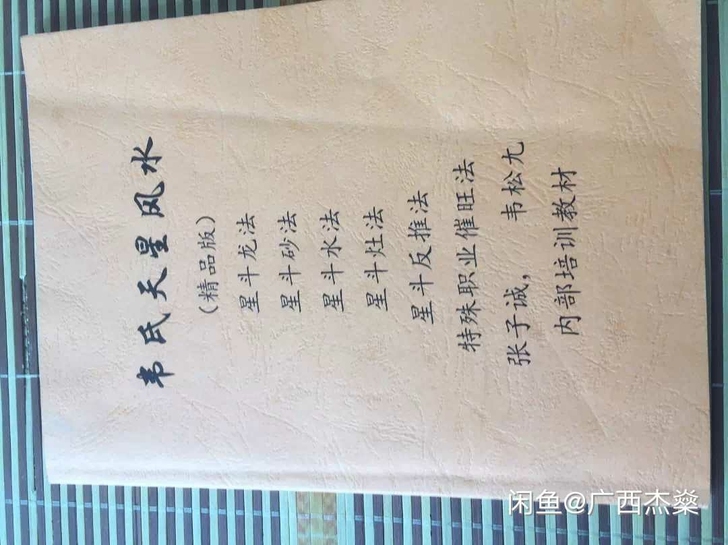 韦氏天星风水
（精品版）
星斗龙法
星斗砂法
星斗水法
星斗灶法
星斗反推法
特殊职业催旺法
张子诚，韦松九
内部培训教材
闲鱼@广西杰燊